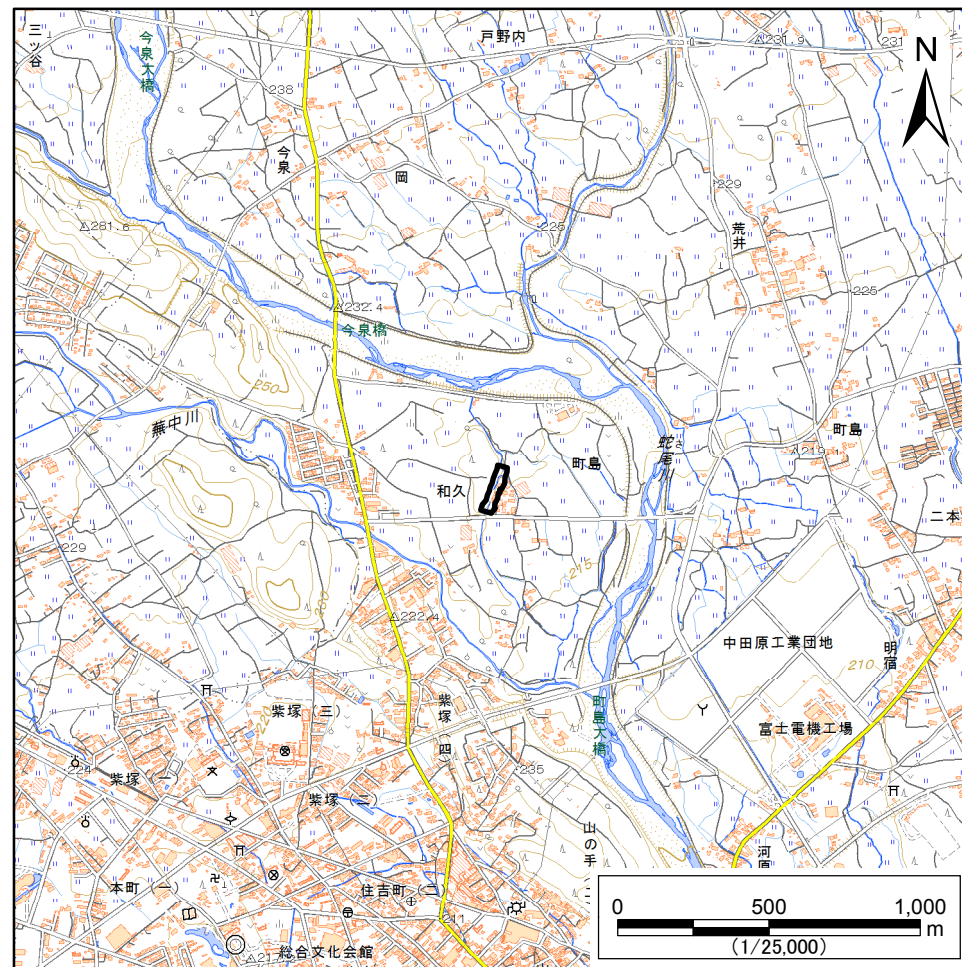 三ツ谷
今泉大橋
戸野内
231.9
231
N
238
今泉
岡
229
225
荒井
281.6
225
232.4
今泉橋
250
蕪中川
蛇尾川
さ
町島
219.1
町島
和久
二本
229
215
250
222.4
中田原工業団地
明宿
210
紫塚（三）
220
紫塚（四）
町島大橋
富士電機工場
224
紫塚（一）
235
紫塚（二）
山の手
河原
本町（一）
住吉町（二）
211
総合文化会館
217
0 500 1,000
m
(1/25,000)